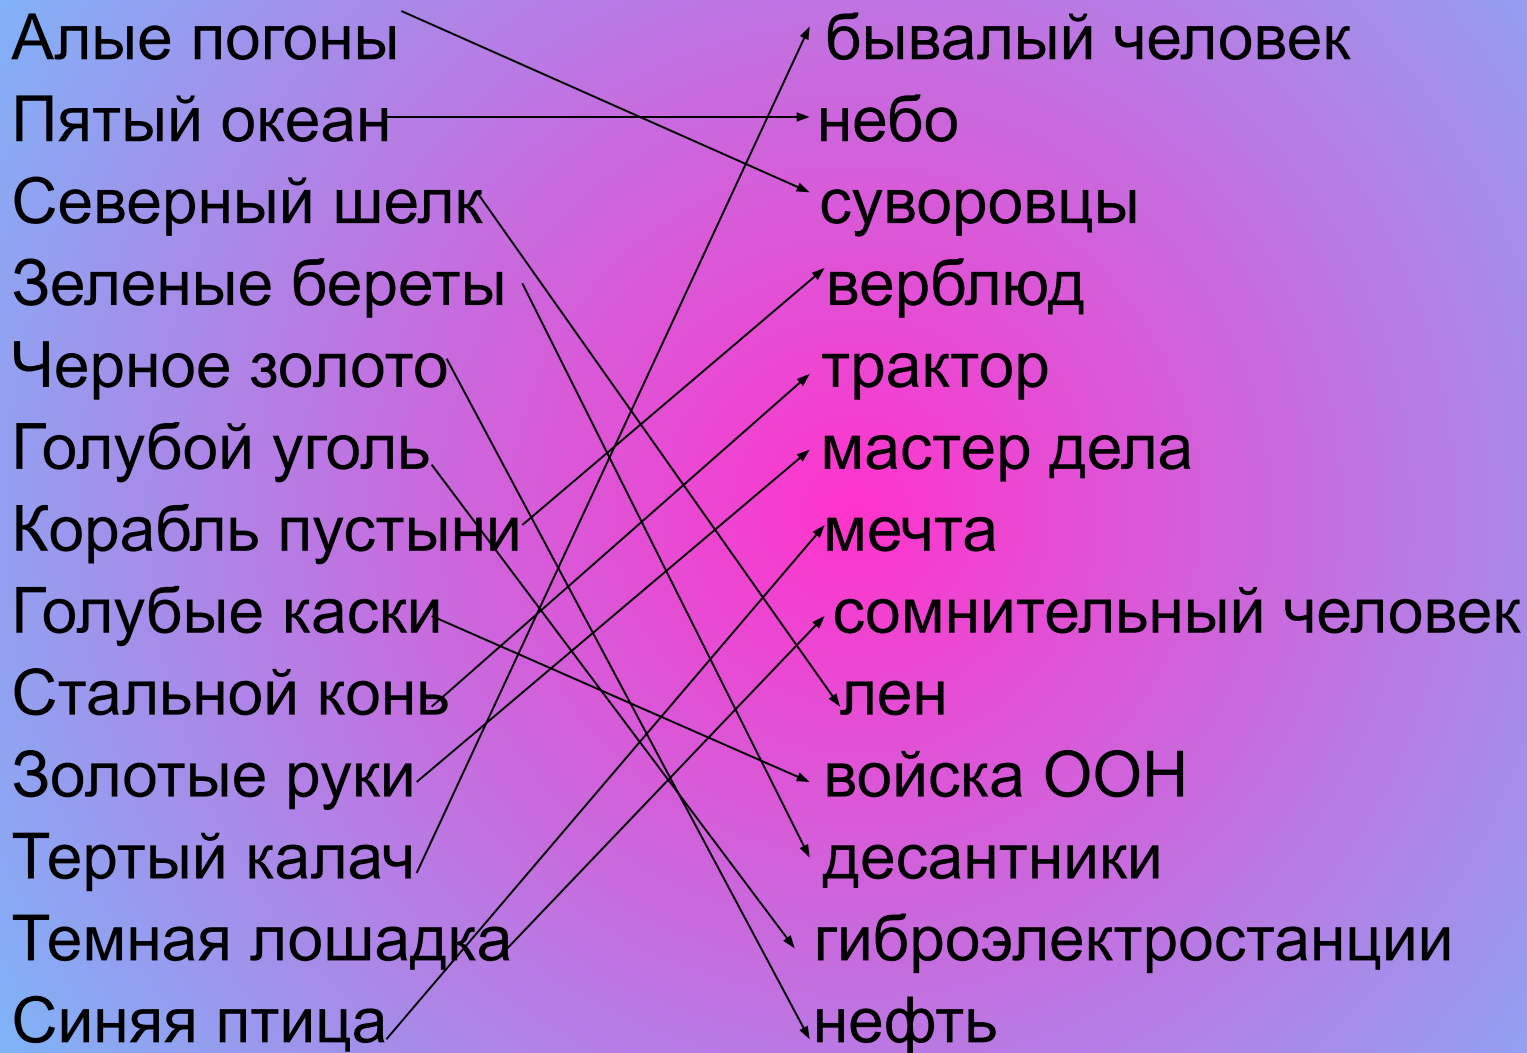 Алые погоны
Пятый океан
Северный шелк
Зеленые береты
Черное золото
Голубой уголь
Корабль пустыни
Голубые каски
Стальной конь
Золотые руки
Тертый калач
Темная лошадка
Синяя птица
бывалый человек
небо
суворовцы
верблюд
трактор
мастер дела
мечта
сомнительный человек
лен
войска ООН
десантники
гиброэлектростанции
нефть